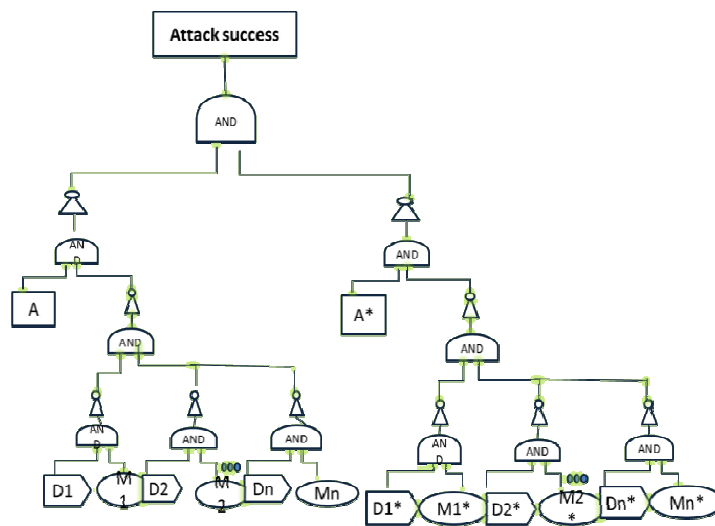 Attack success
AND
AN
D
AND
A
A*
AND
AND
AN
D
AND
AND
AN
D
AND
AND
D1
M
1
D2
M
2
Dn
Mn
D1*
M1*
D2*
M2
*
Dn*
Mn*